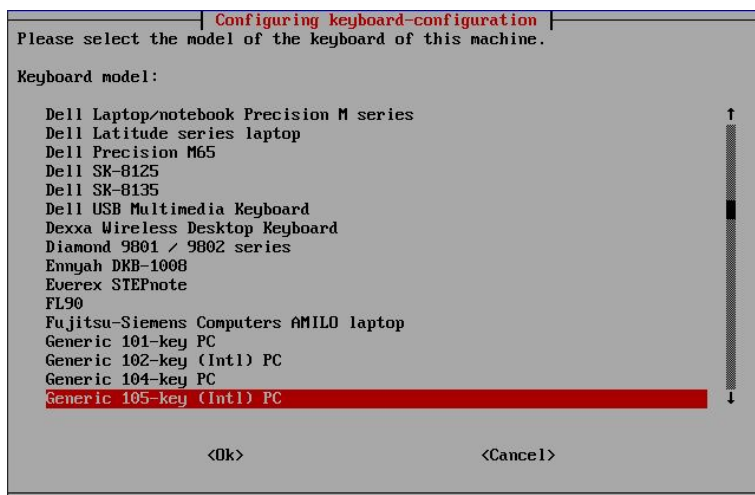 Configuring keyboard-configuration
Please select the model of the keyboard of this machine.
Keyboard model:
Dell Laptop/notebook Precision M series
Dell Latitude series laptop
Dell Precision M65
Dell SK-8125
Dell SK-8135
Dell USB Multimedia Keyboard
Dexxa Wireless Desktop Keyboard
Diamond 9801 / 9802 series
Ennyah DKB-1008
Everex STEPnote
FL90
Fujitsu-Siemens Computers AMILO laptop
Generic 101-key PC
Generic 102-key (Intl) PC
Generic 104-key PC
Generic 105-key (Intl) PC
<Ok> <Cancel>